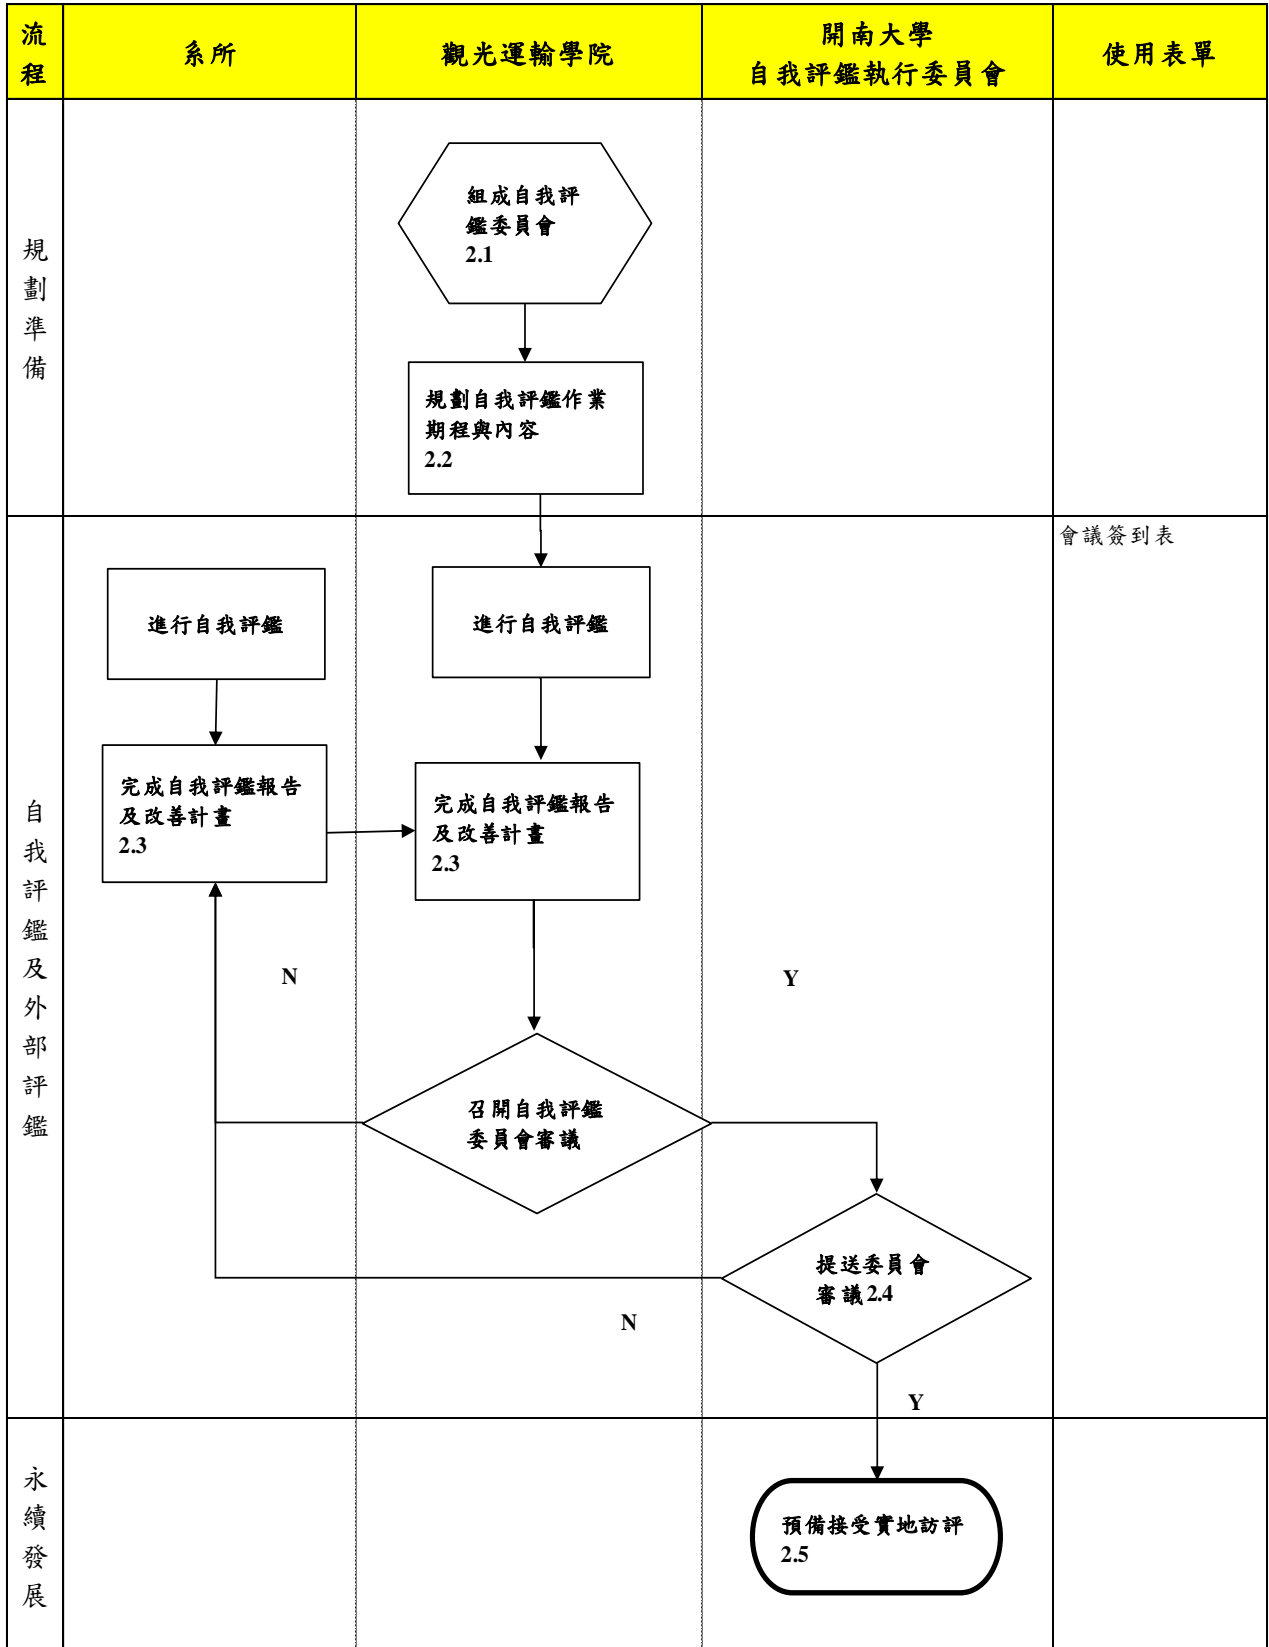 流程
系所
觀光運輸學院
開南大學
自我評鑑執行委員會
使用表單
規劃準備
組成自我評
鑑委員會
2.1
規劃自我評鑑作業
期程與內容
2.2
自我評鑑及外部評鑑
會議簽到表
進行自我評鑑
進行自我評鑑
完成自我評鑑報告
及改善計畫
2.3
完成自我評鑑報告
及改善計畫
2.3
N
Y
召開自我評鑑
委員會審議
提送委員會
審議2.4
N
Y
永續發展
預備接受實地訪評
2.5